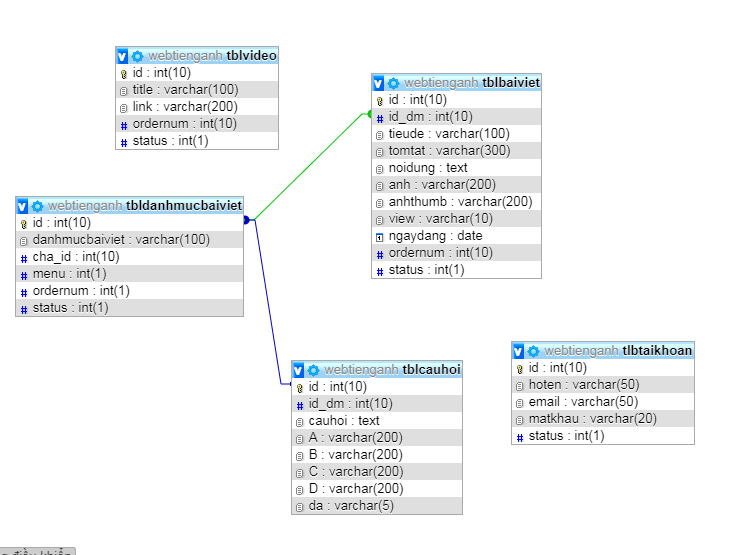 webtienganh tblvideo
id : int(10)
title : varchar(100)
link : varchar(200)
ordernum : int(10)
status : int(1)
webtienganh tblbaiviet
id : int(10)
id_dm : int(10)
tieude : varchar(100)
tomtat : varchar(300)
noidung : text
anh : varchar(200)
anhthumb : varchar(200)
view : varchar(10)
ngaydang : date
ordernum : int(10)
status : int(1)
webtienganh tbldanhmucbaiviet
id : int(10)
danhmucbaiviet : varchar(100)
cha_id : int(10)
menu : int(1)
ordernum : int(1)
status : int(1)
webtienganh tblcauhoi
id : int(10)
id_dm : int(10)
cauhoi : text
A : varchar(200)
B : varchar(200)
C : varchar(200)
D : varchar(200)
da : varchar(5)
webtienganh tlbtaikhoan
id : int(10)
hoten : varchar(50)
email : varchar(50)
matkhau : varchar(20)
status : int(1)
điều khiển